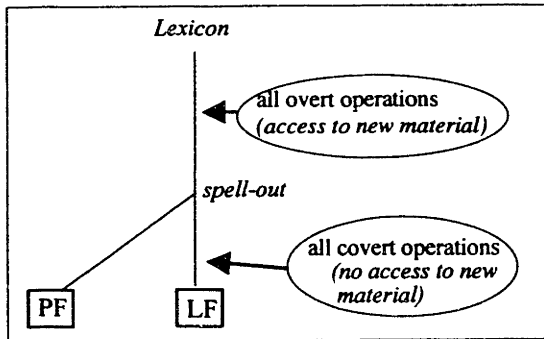 Lexicon
all overt operations
(access to new material)
spell-out
all covert operations
(no access to new
material)
PF
LF